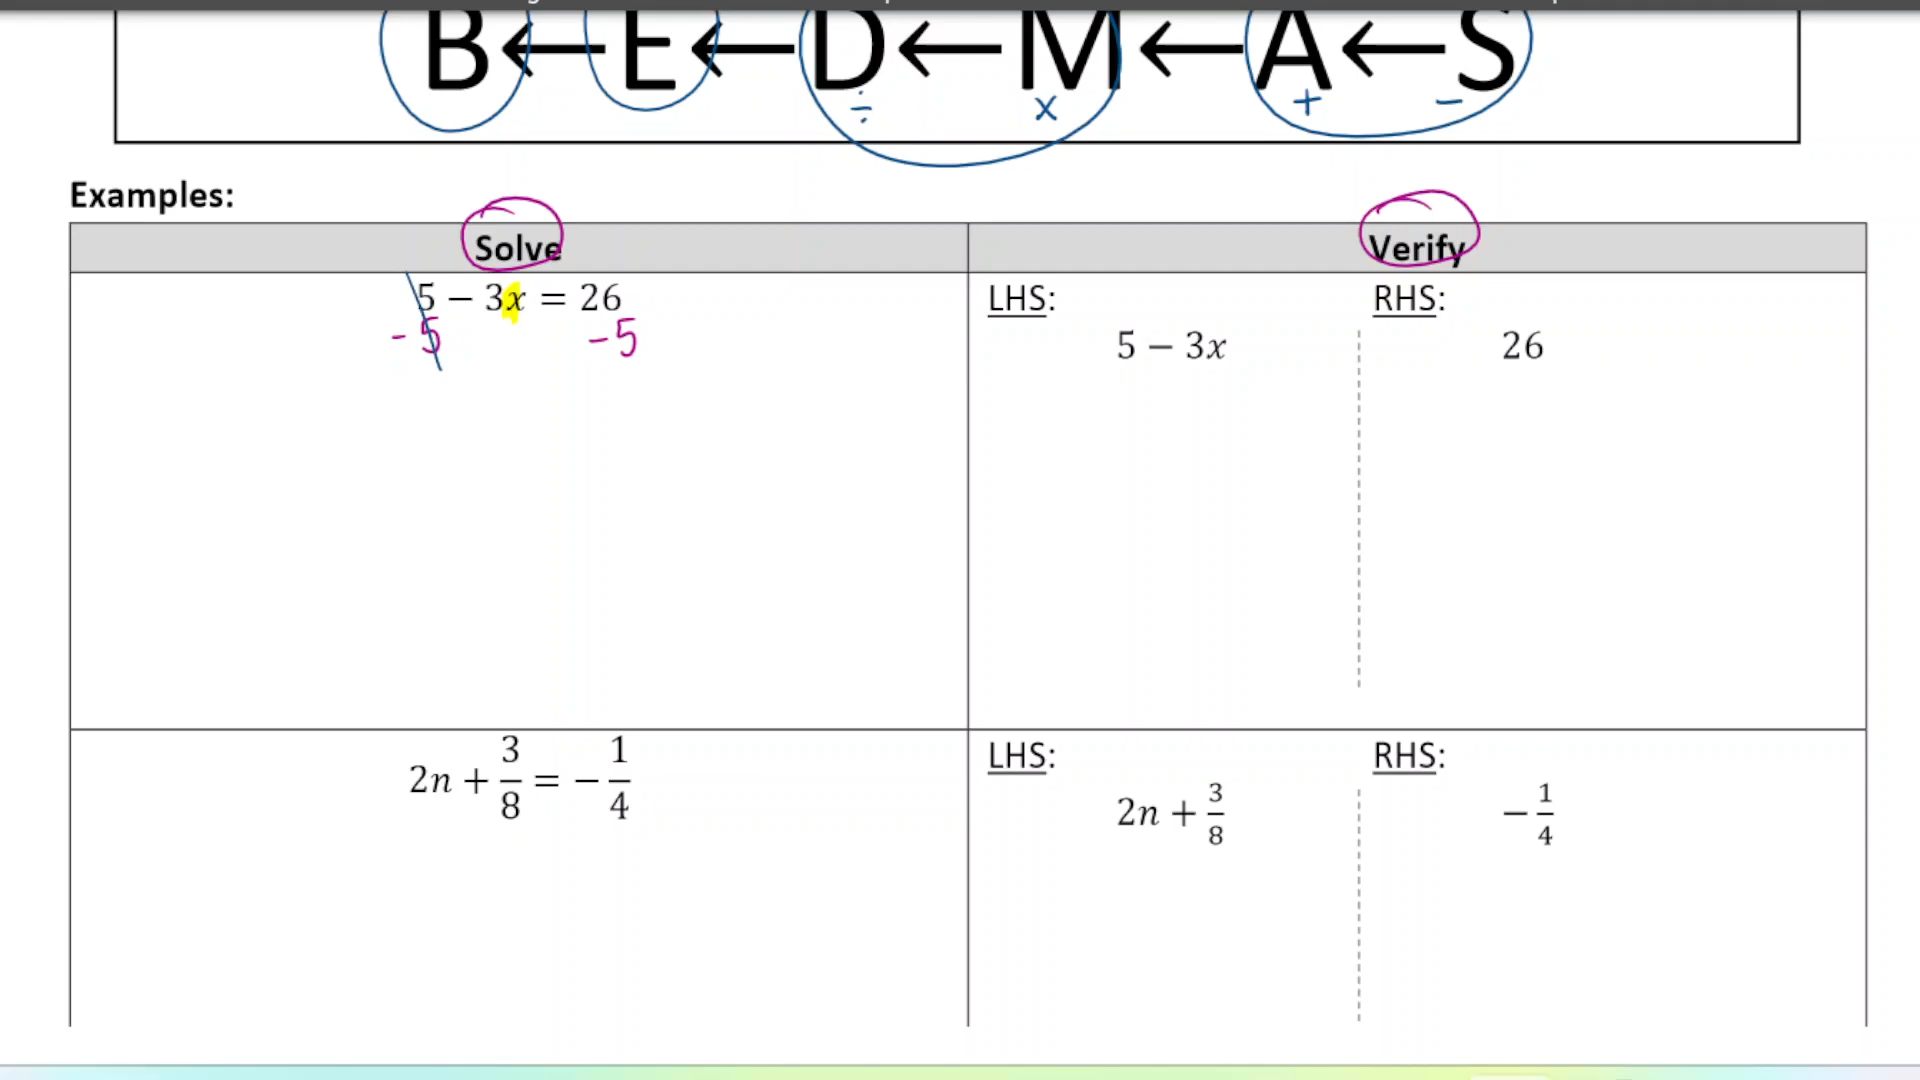 B←E←D←M←A←S
÷ x + −
Examples:
Solve Verify
5 − 3x = 26
- 5 -5
LHS: RHS:
5 − 3x 26
2n + 3/8 = − 1/4
LHS: RHS:
2n + 3/8 − 1/4